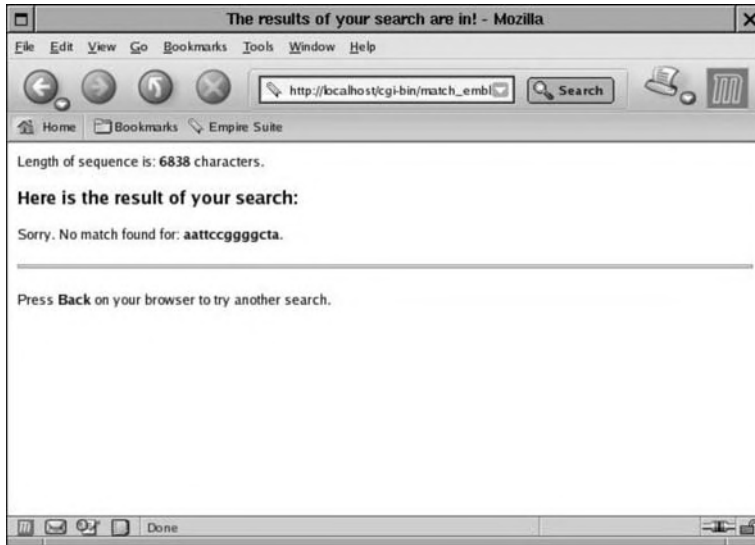 The results of your search are in! - Mozilla
File Edit View Go Bookmarks Tools Window Help
http://localhost/cgi-bin/match_embl
Search
Home Bookmarks Empire Suite
Length of sequence is: 6838 characters.
Here is the result of your search:
Sorry. No match found for: aattccggggcta.
Press Back on your browser to try another search.
Done